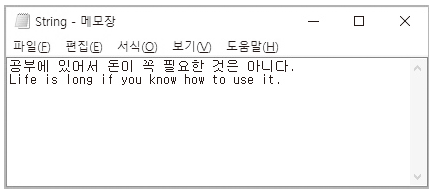 String - 메모장
파일(F) 편집(E) 서식(O) 보기(V) 도움말(H)
공부에 있어서 돈이 꼭 필요한 것은 아니다.
Life is long if you know how to use it.